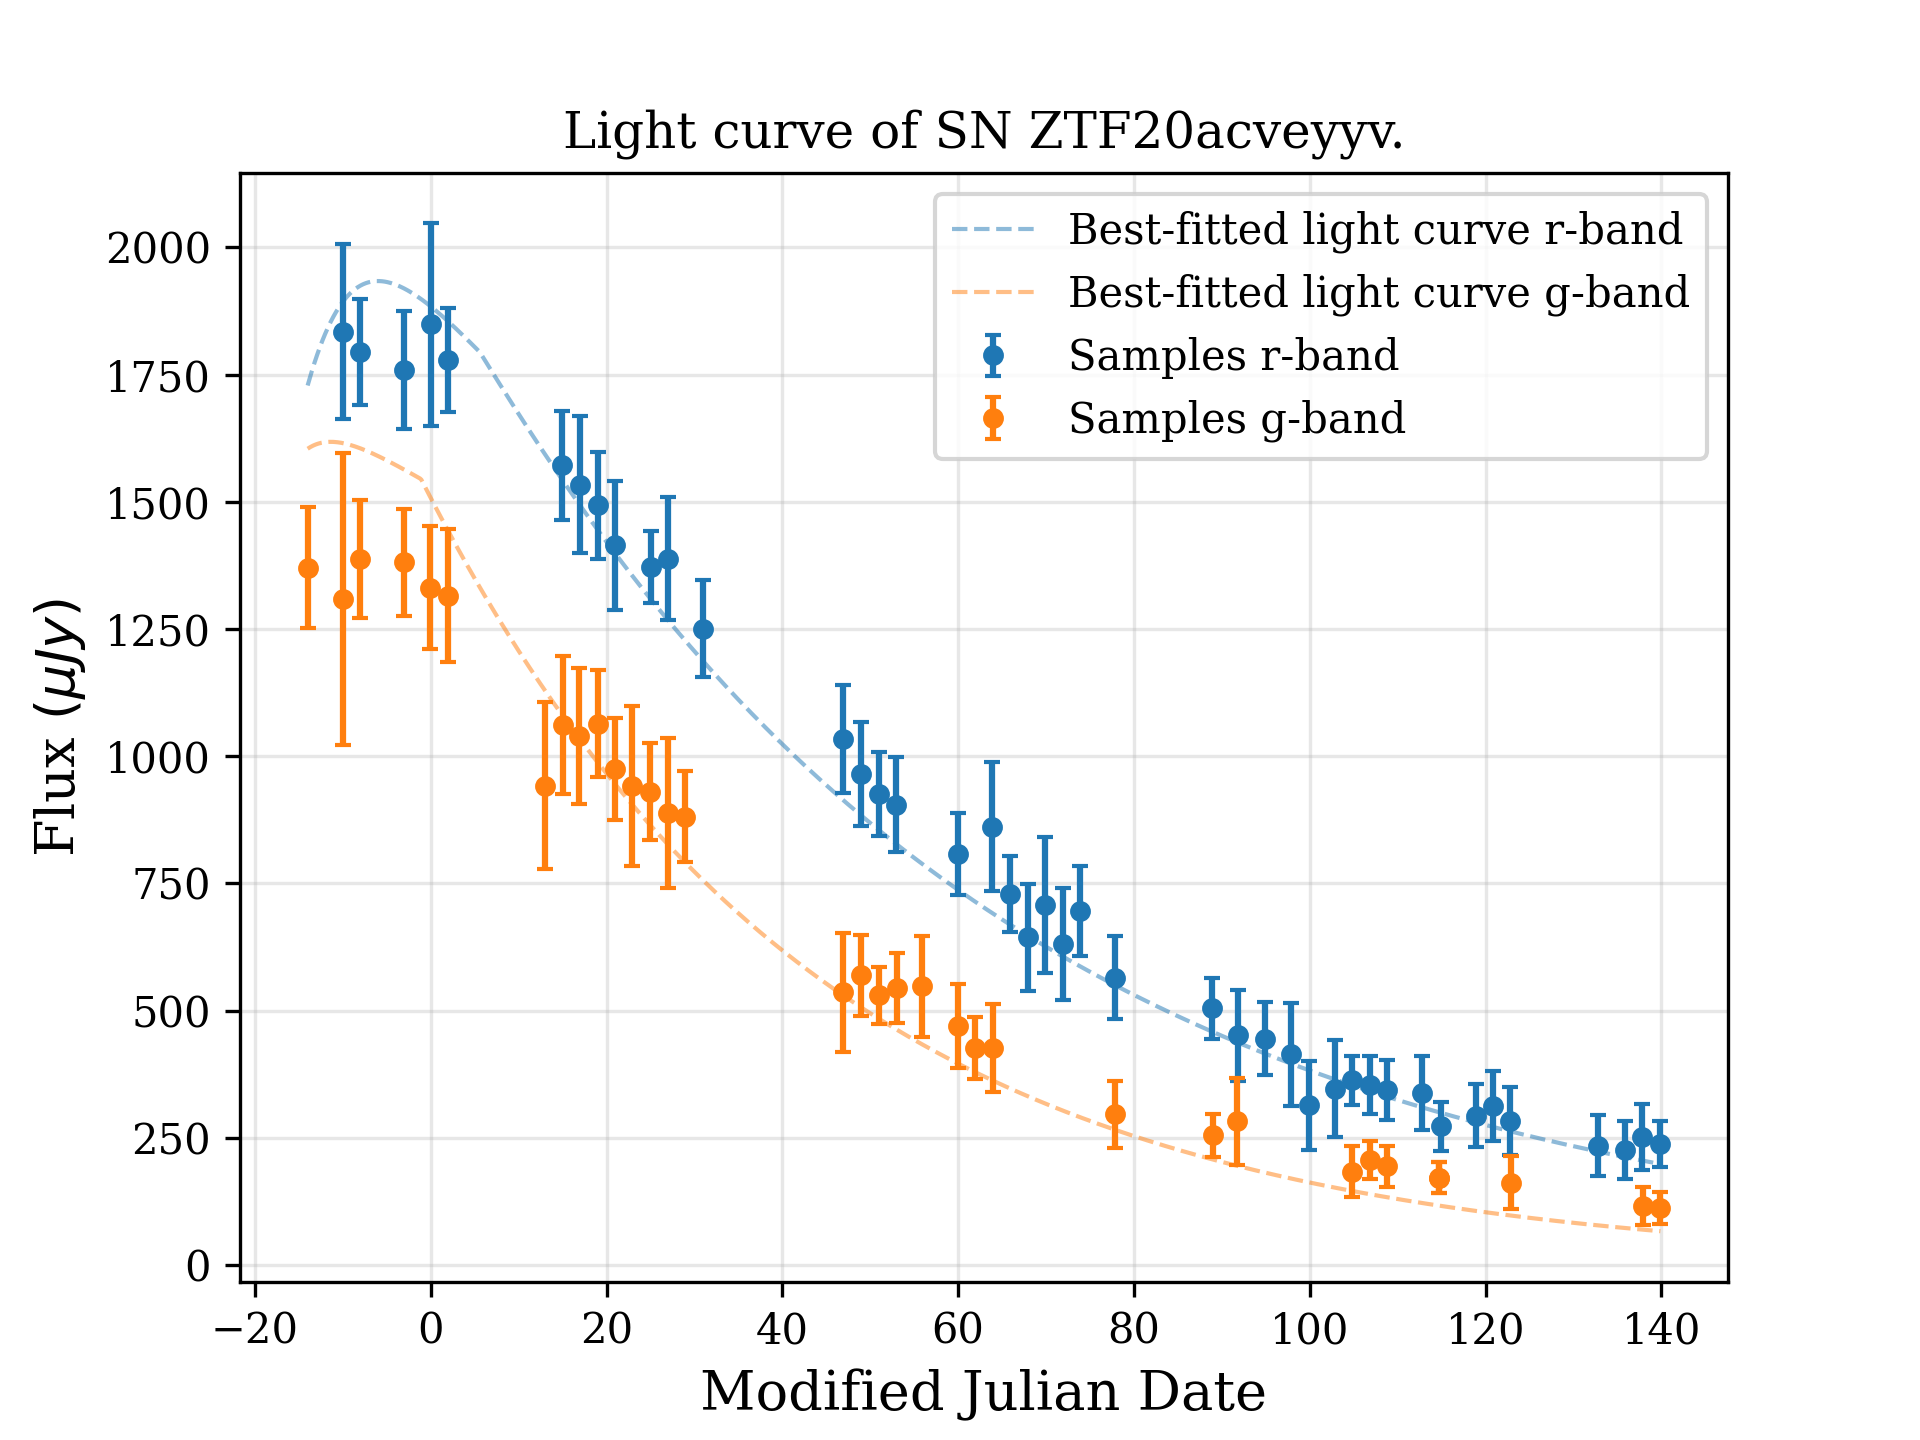 Light curve of SN ZTF20acveyyv.
Best-fitted light curve r-band
Best-fitted light curve g-band
Samples r-band
Samples g-band
Flux (μJy)
2000
1750
1500
1250
1000
750
500
250
0
−20 0 20 40 60 80 100 120 140
Modified Julian Date